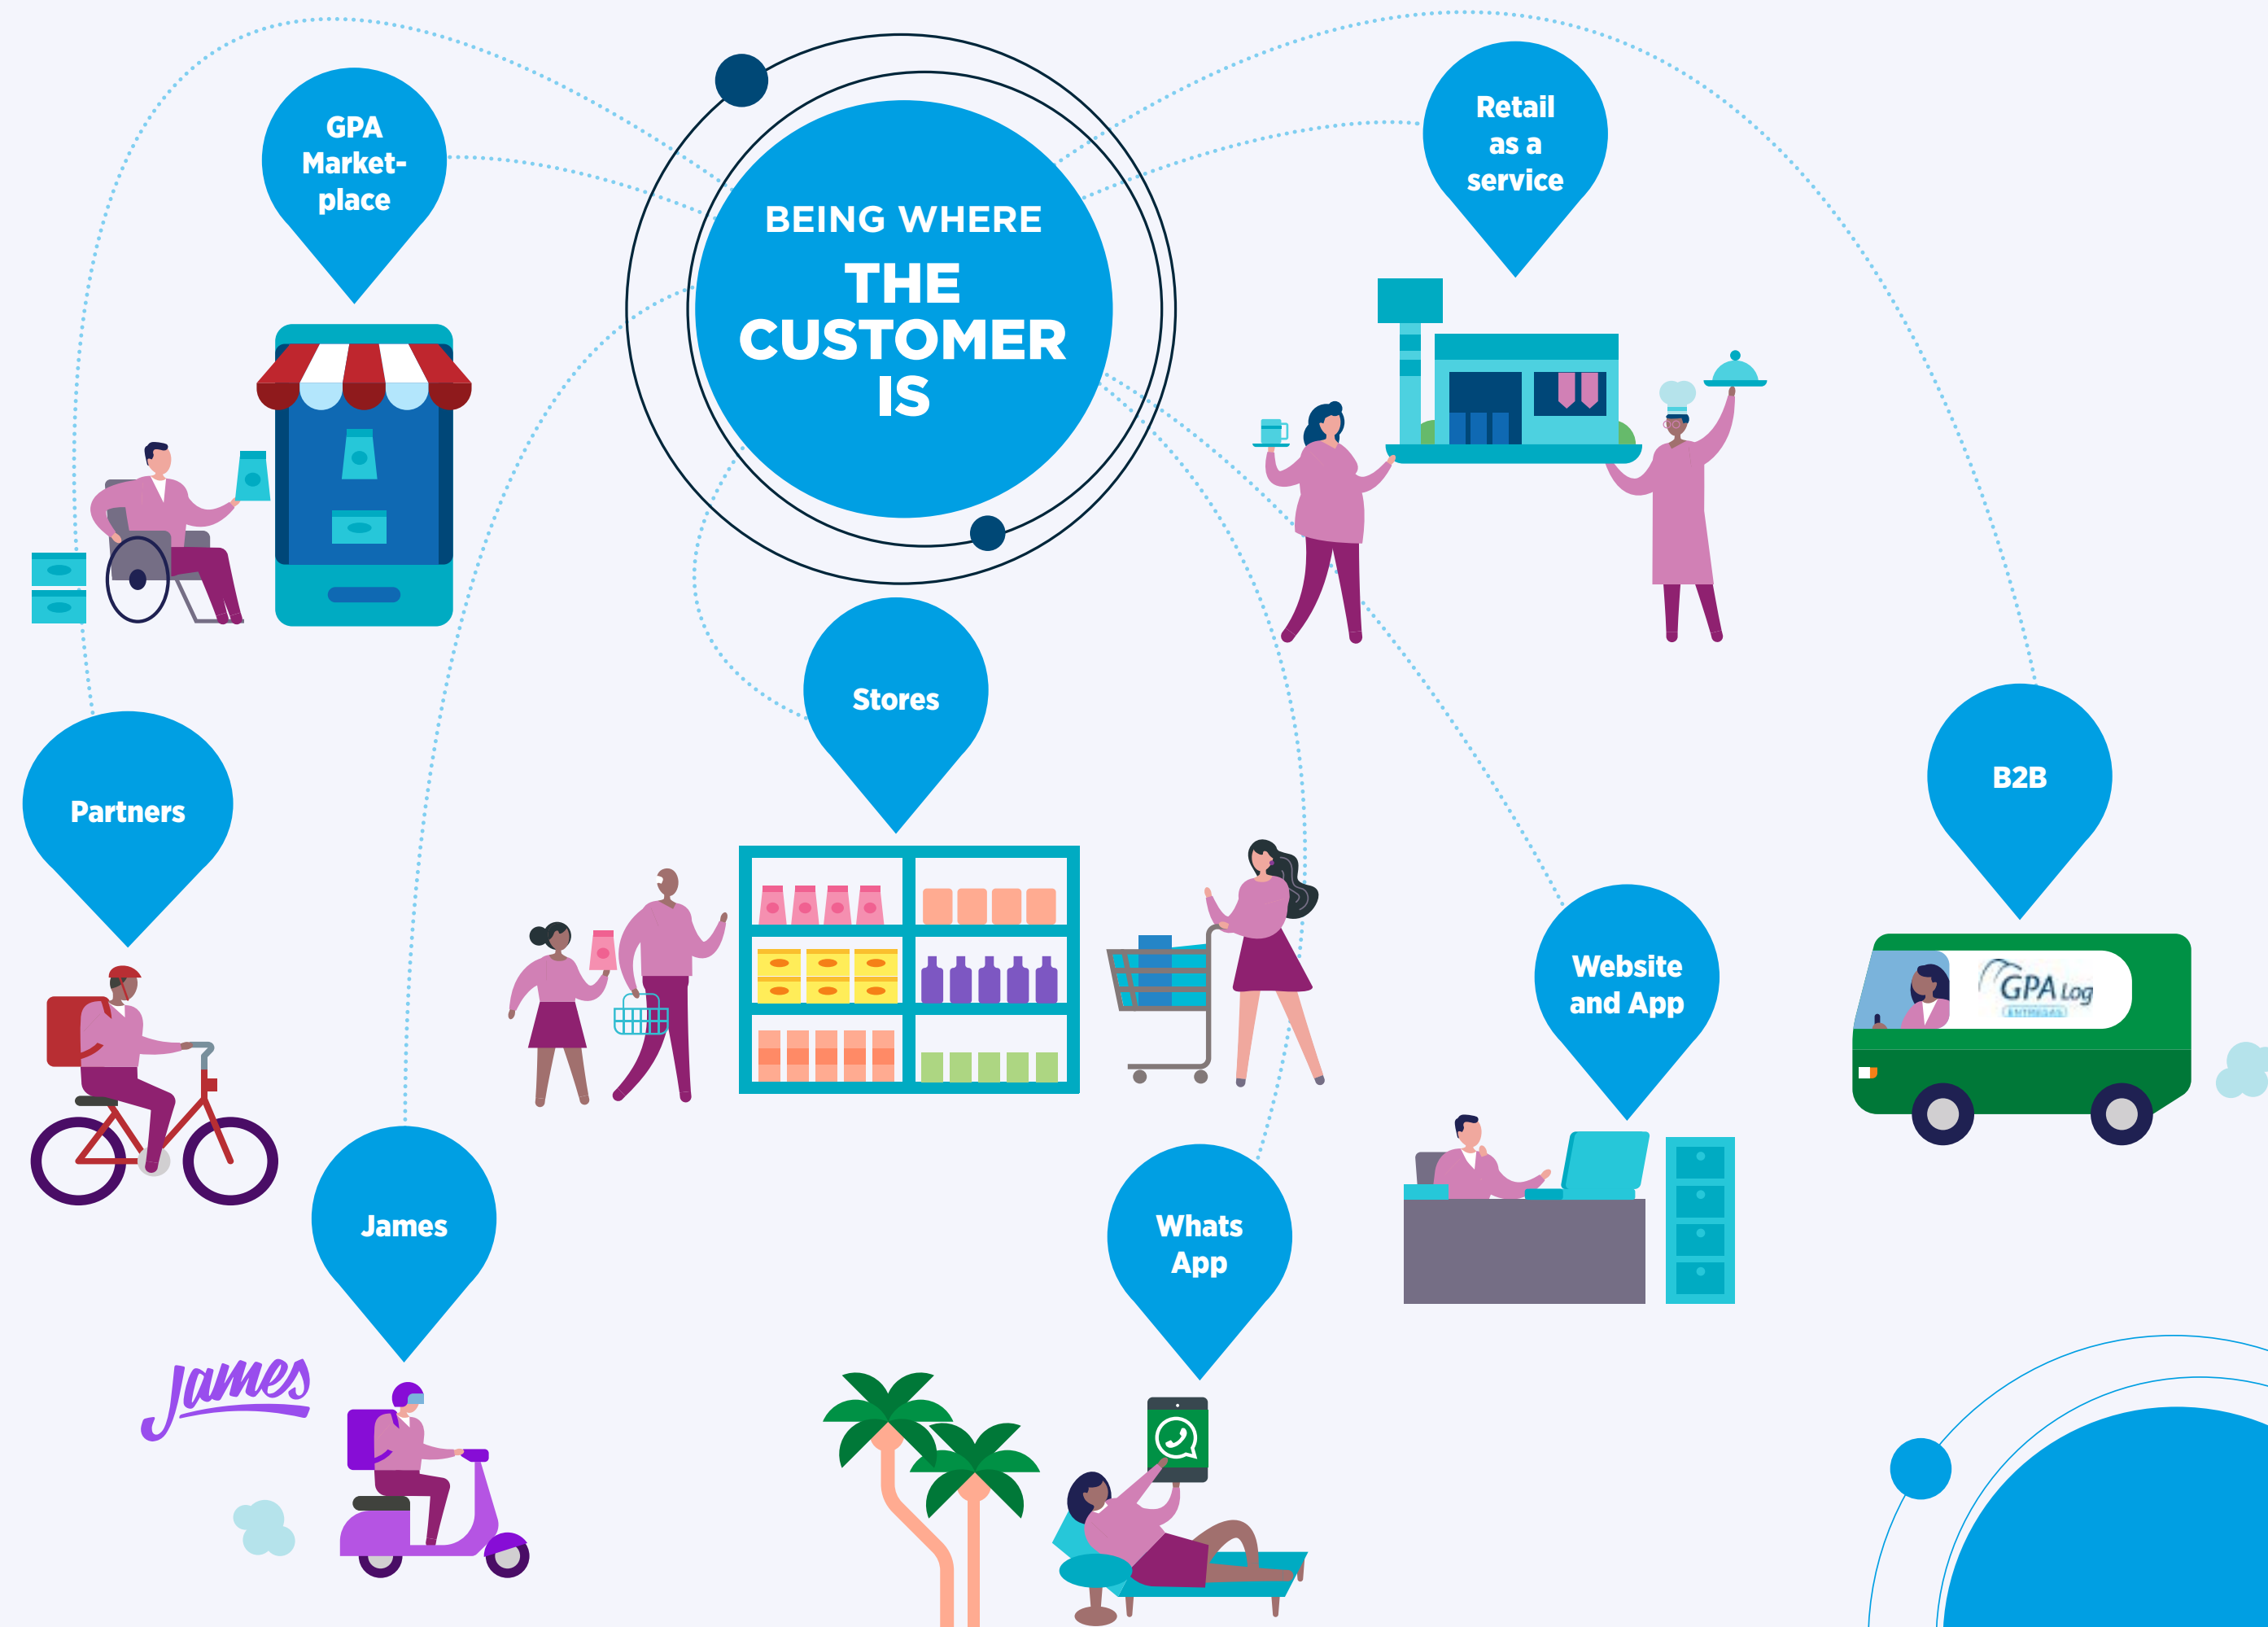 BEING WHERE
THE
CUSTOMER
IS
GPA
Market-
place
Retail
as a
service
Stores
Partners
B2B
Website
and App
GPA Log
ENTREGAS
James
Whats
App
James